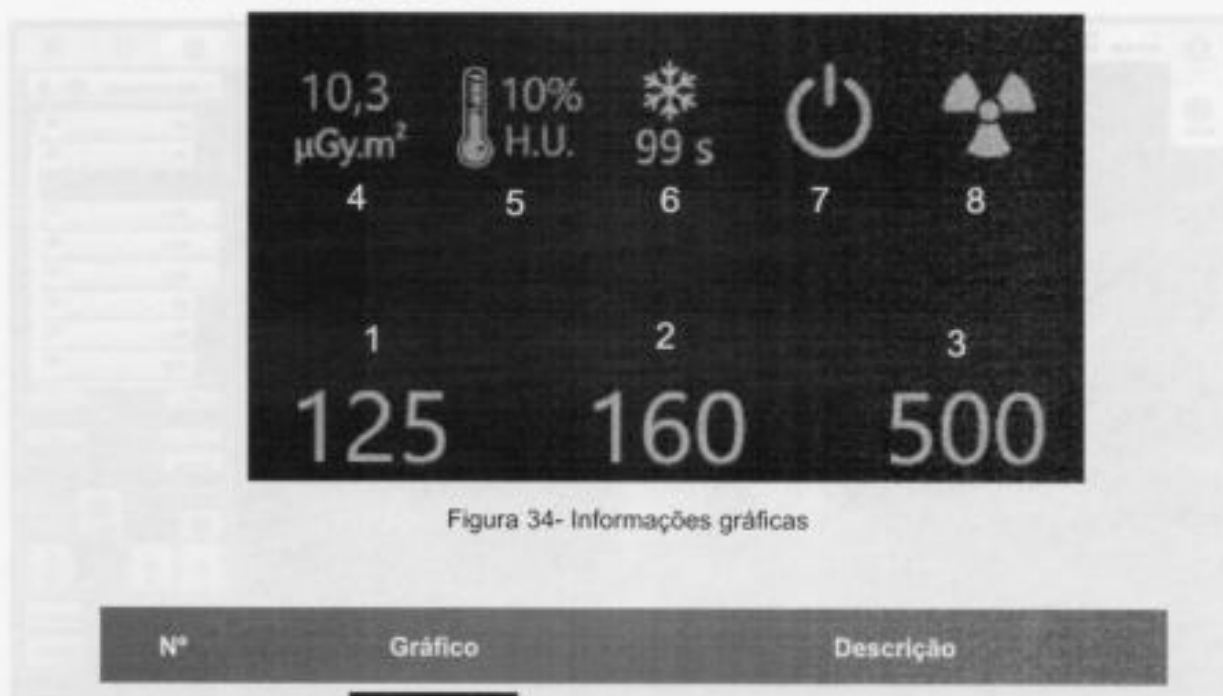 10,3
µGy.m²
10%
H.U.
99 s
4 5 6 7 8
1 2 3
125 160 500
Figura 34- Informações gráficas
Nº Gráfico Descrição